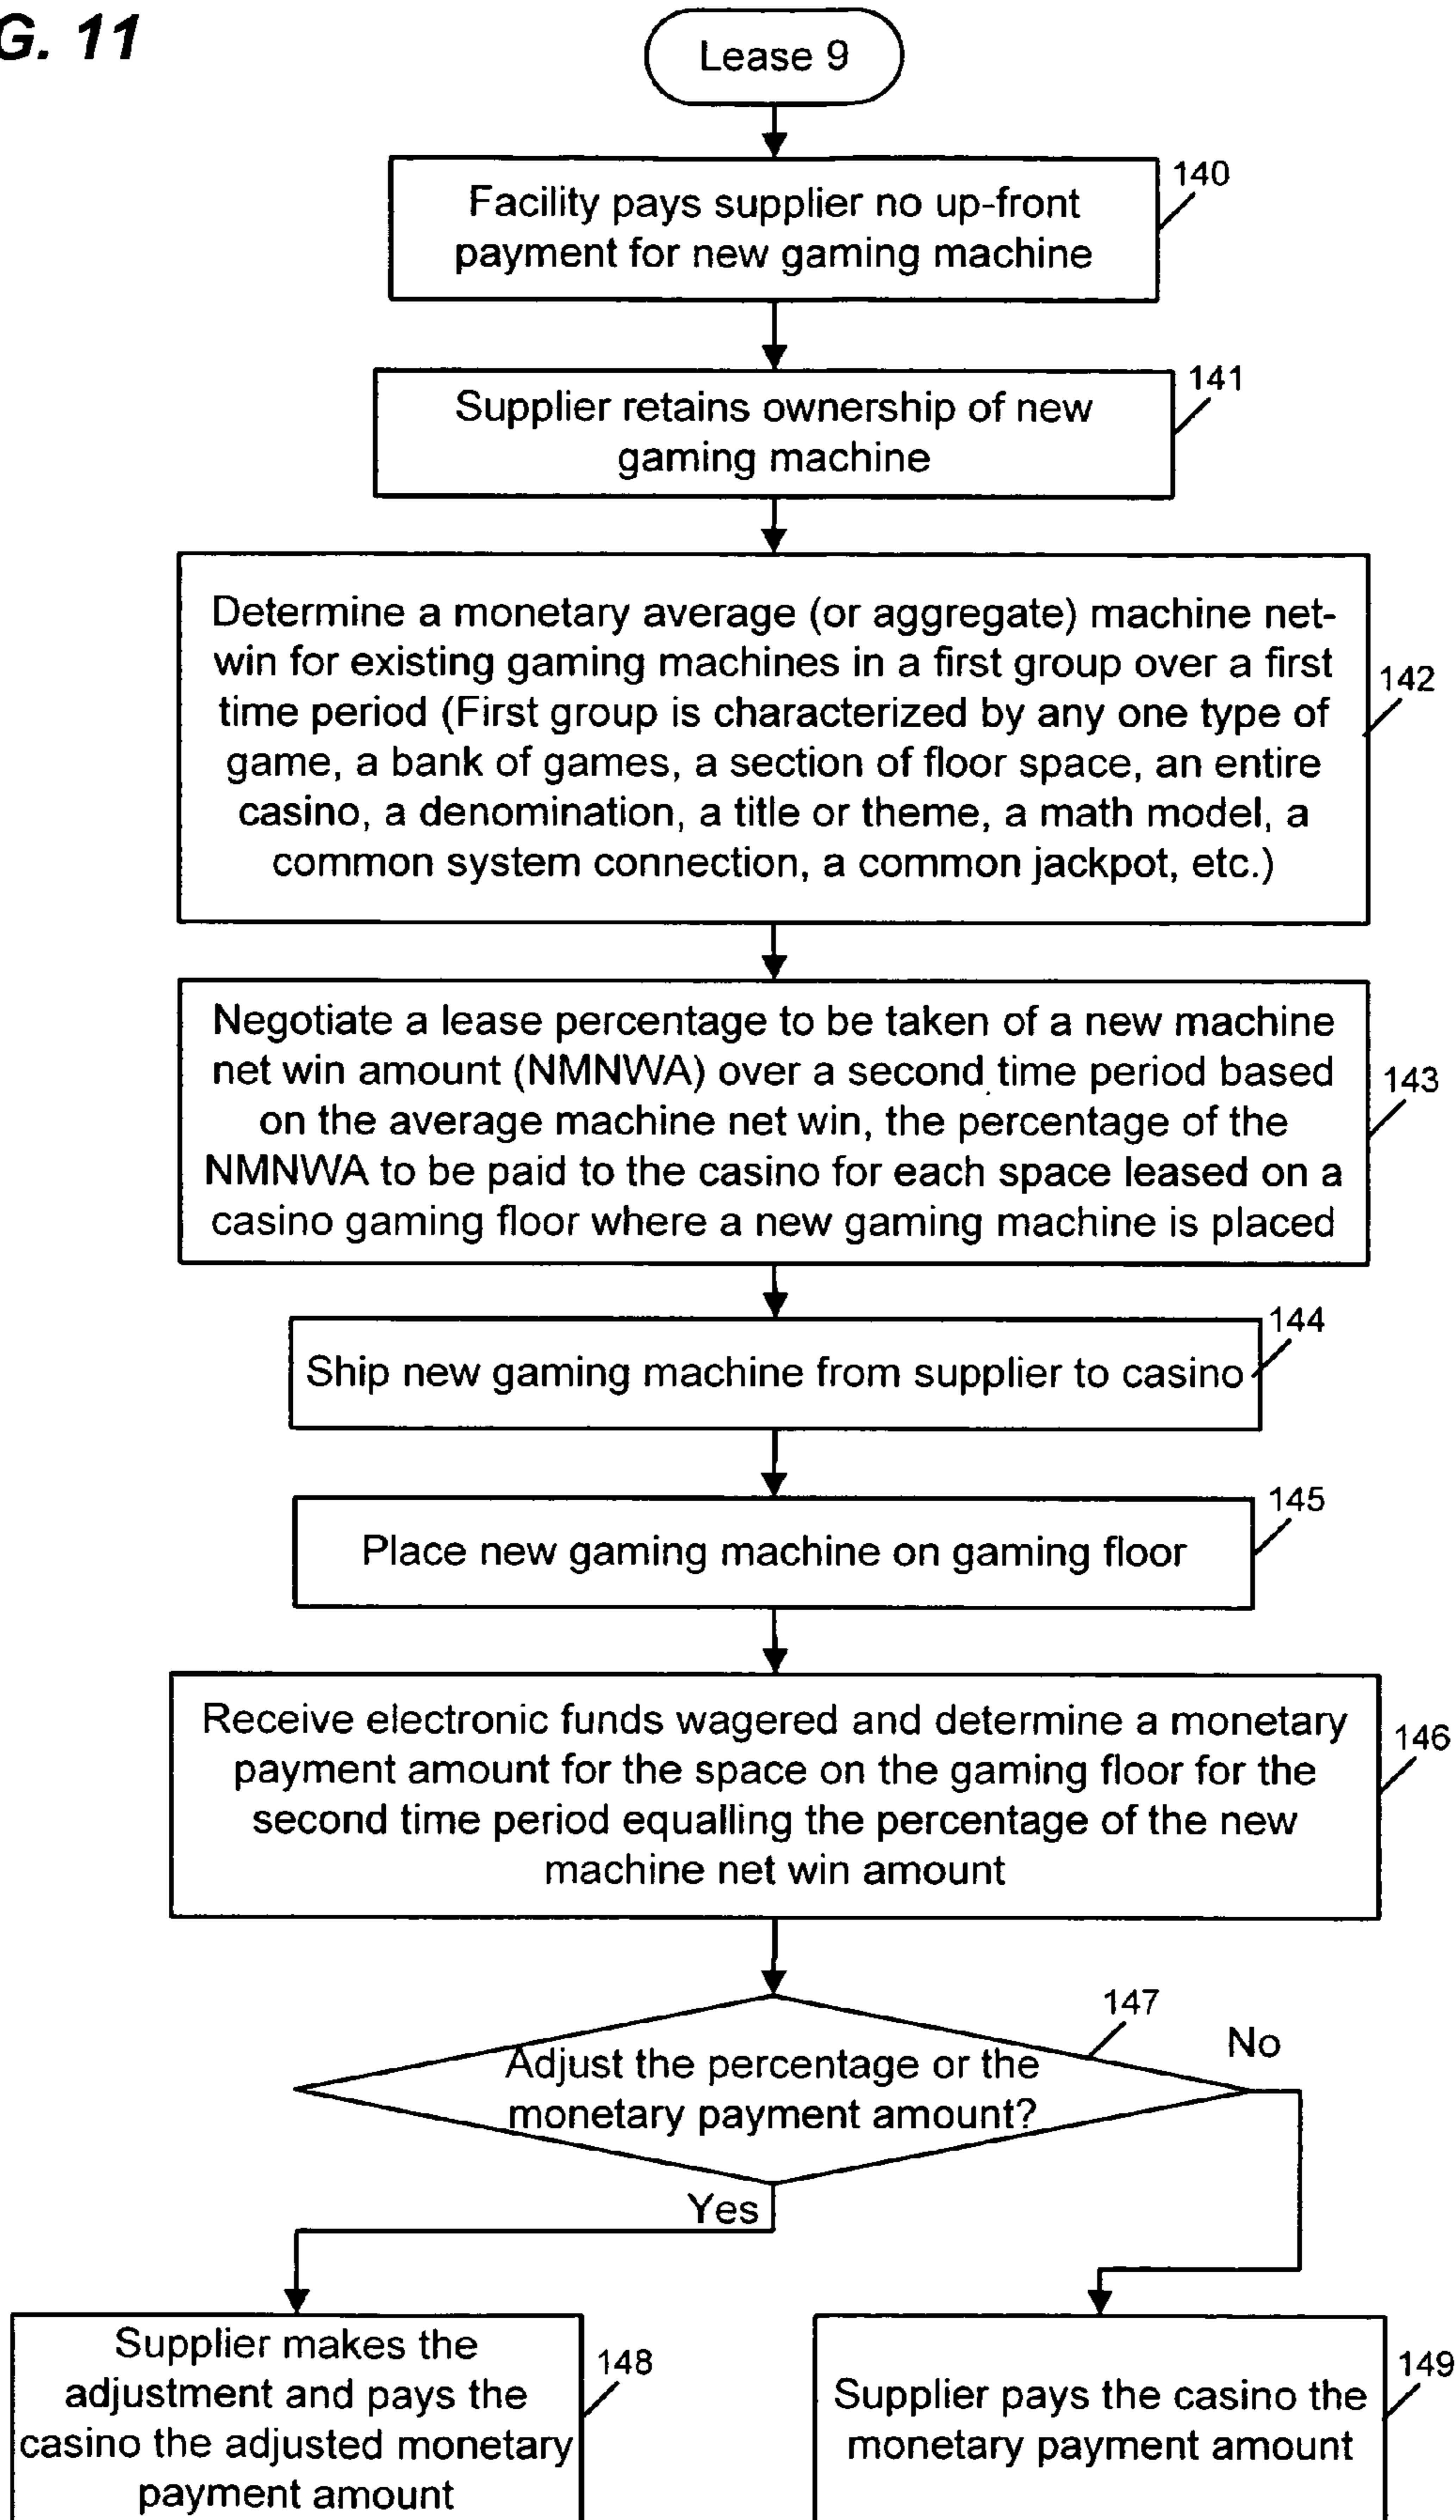 G. 11
Lease 9
140
Facility pays supplier no up-front
payment for new gaming machine
141
Supplier retains ownership of new
gaming machine
Determine a monetary average (or aggregate) machine net-
win for existing gaming machines in a first group over a first
142
time period (First group is characterized by any one type of
game, a bank of games, a section of floor space, an entire
casino, a denomination, a title or theme, a math model, a
common system connection, a common jackpot, etc.)
Negotiate a lease percentage to be taken of a new machine
net win amount (NMNWA) over a second time period based
143
on the average machine net win, the percentage of the
NMNWA to be paid to the casino for each space leased on a
casino gaming floor where a new gaming machine is placed
144
Ship new gaming machine from supplier to casino
145
Place new gaming machine on gaming floor
Receive electronic funds wagered and determine a monetary
146
payment amount for the space on the gaming floor for the
second time period equalling the percentage of the new
machine net win amount
147
No
Adjust the percentage or the
monetary payment amount?
Yes
Supplier makes the
adjustment and pays the
casino the adjusted monetary
payment amount
148
Supplier pays the casino the
monetary payment amount
149